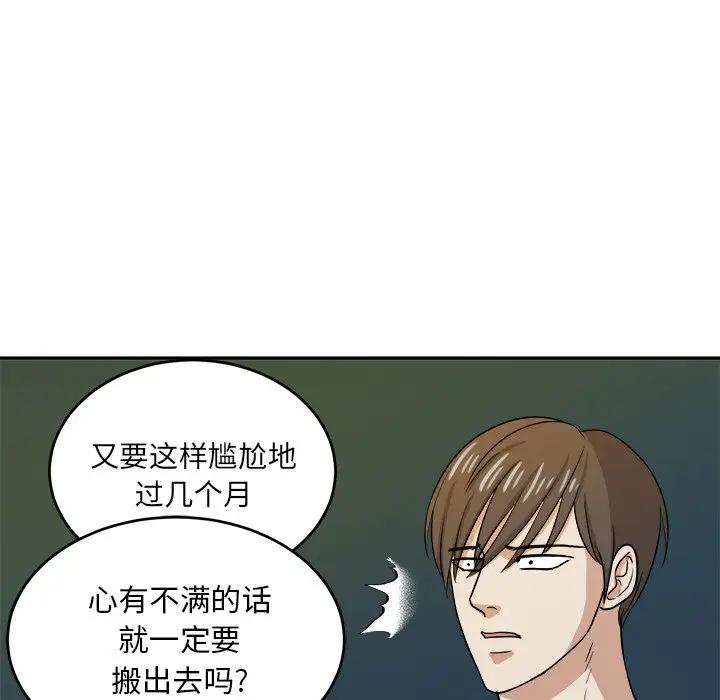 又要这样尴尬地
过几个月
心有不满的话
就一定要
搬出去吗?